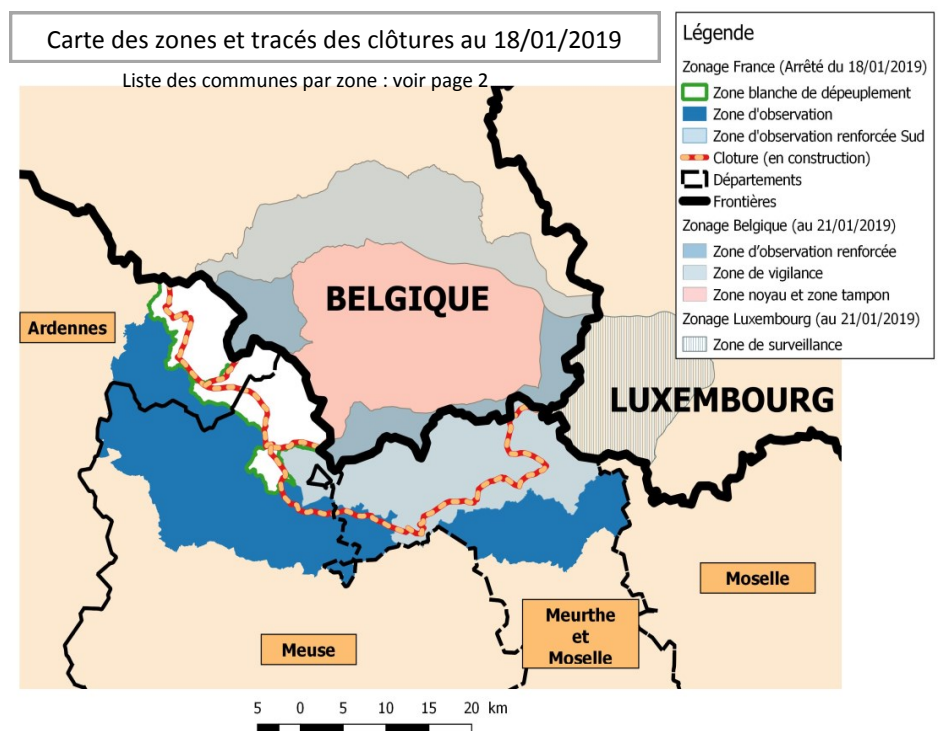 Carte des zones et tracés des clôtures au 18/01/2019
Liste des communes par zone : voir page 2
Légende
Zonage France (Arrêté du 18/01/2019)
Zone blanche de dépeuplement
Zone d'observation
Zone d'observation renforcée Sud
Cloture (en construction)
Départements
Frontières
Zonage Belgique (au 21/01/2019)
Zone d'observation renforcée
Zone de vigilance
Zone noyau et zone tampon
Zonage Luxembourg (au 21/01/2019)
Zone de surveillance
BELGIQUE
Ardennes
LUXEMBOURG
Moselle
Meurthe
et
Moselle
Meuse
5 0 5 10 15 20 km